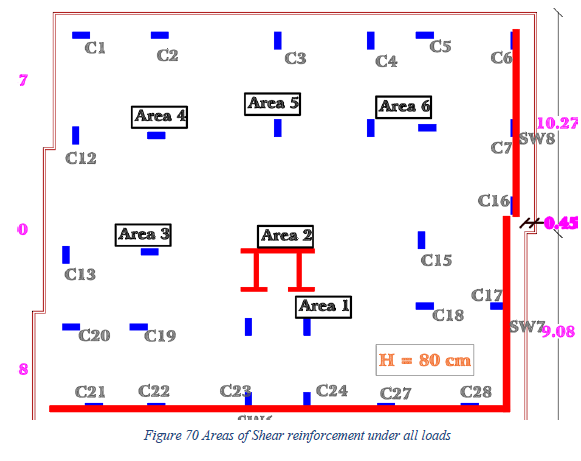 C1
C2
C3
C4
C5
C6
7
Area 4
Area 5
Area 6
10.27
C12
C7
SW8
C16
0
Area 3
Area 2
0.45
C13
C15
Area 1
C17
C20
C19
C18
SW7
9.08
H = 80 cm
8
C21
C22
C23
C24
C27
C28
Figure 70 Areas of Shear reinforcement under all loads